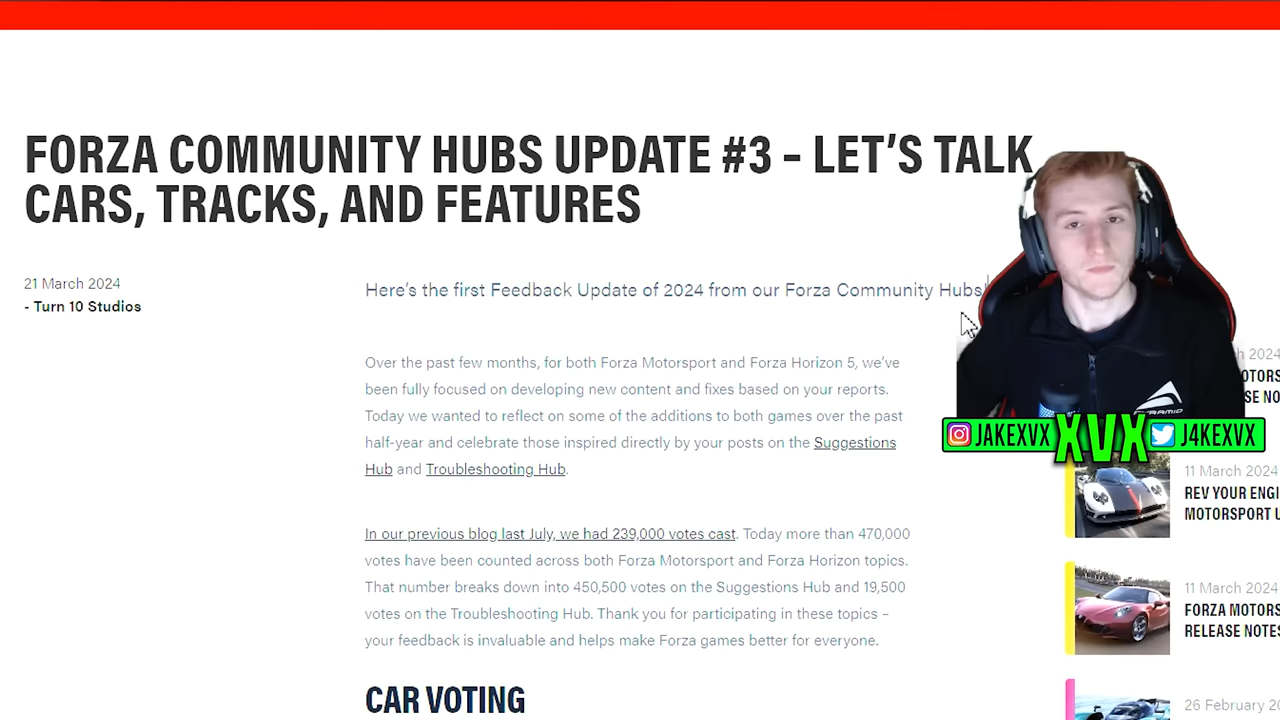 FORZA COMMUNITY HUBS UPDATE #3 – LET'S TALK
CARS, TRACKS, AND FEATURES
21 March 2024
- Turn 10 Studios
Here's the first Feedback Update of 2024 from our Forza Community Hubs!
Over the past few months, for both Forza Motorsport and Forza Horizon 5, we've
been fully focused on developing new content and fixes based on your reports.
Today we wanted to reflect on some of the additions to both games over the past
half-year and celebrate those inspired directly by your posts on the Suggestions
Hub and Troubleshooting Hub.
In our previous blog last July, we had 239,000 votes cast. Today more than 470,000
votes have been counted across both Forza Motorsport and Forza Horizon topics.
That number breaks down into 450,500 votes on the Suggestions Hub and 19,500
votes on the Troubleshooting Hub. Thank you for participating in these topics –
your feedback is invaluable and helps make Forza games better for everyone.
CAR VOTING
PYRAMID
JAKEXVX XVX J4KEXVX
2024
11 March 2024
REV YOUR
MOTORSPORT
11 March 2024
FORZA
RELEASE NOTES
26 February